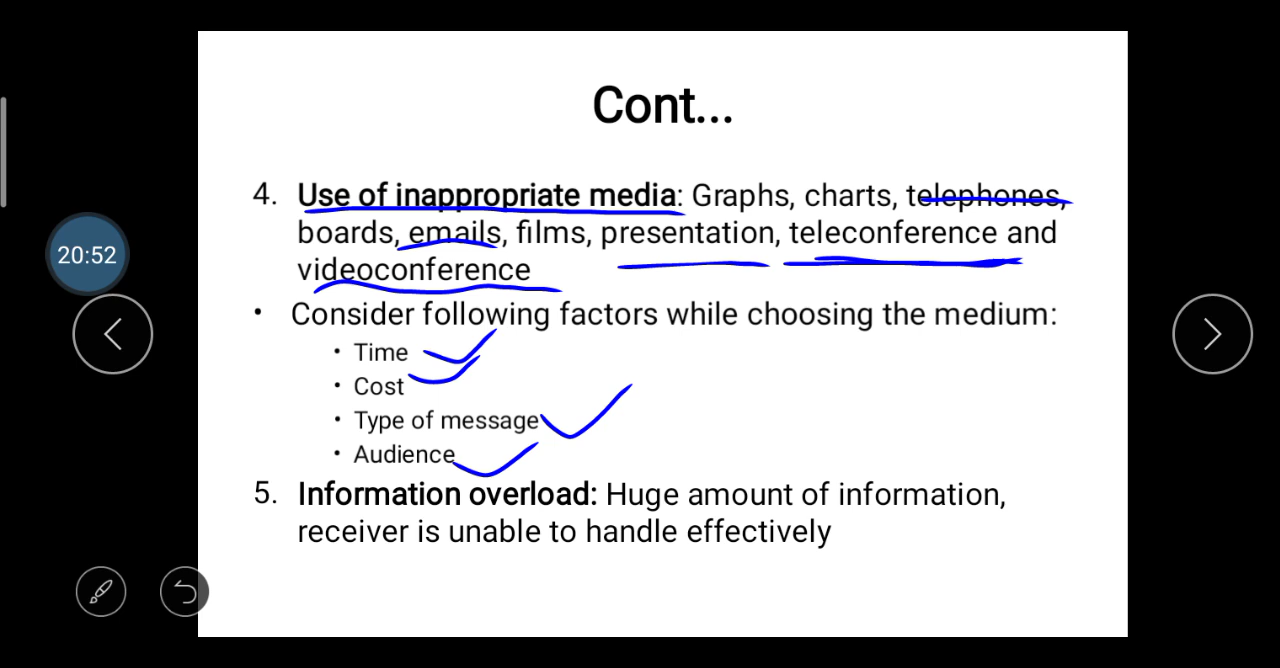 Cont...
4. Use of inappropriate media: Graphs, charts, telephones,
boards, emails, films, presentation, teleconference and
videoconference
20:52
• Consider following factors while choosing the medium:
• Time
• Cost
• Type of message
• Audience
5. Information overload: Huge amount of information,
receiver is unable to handle effectively